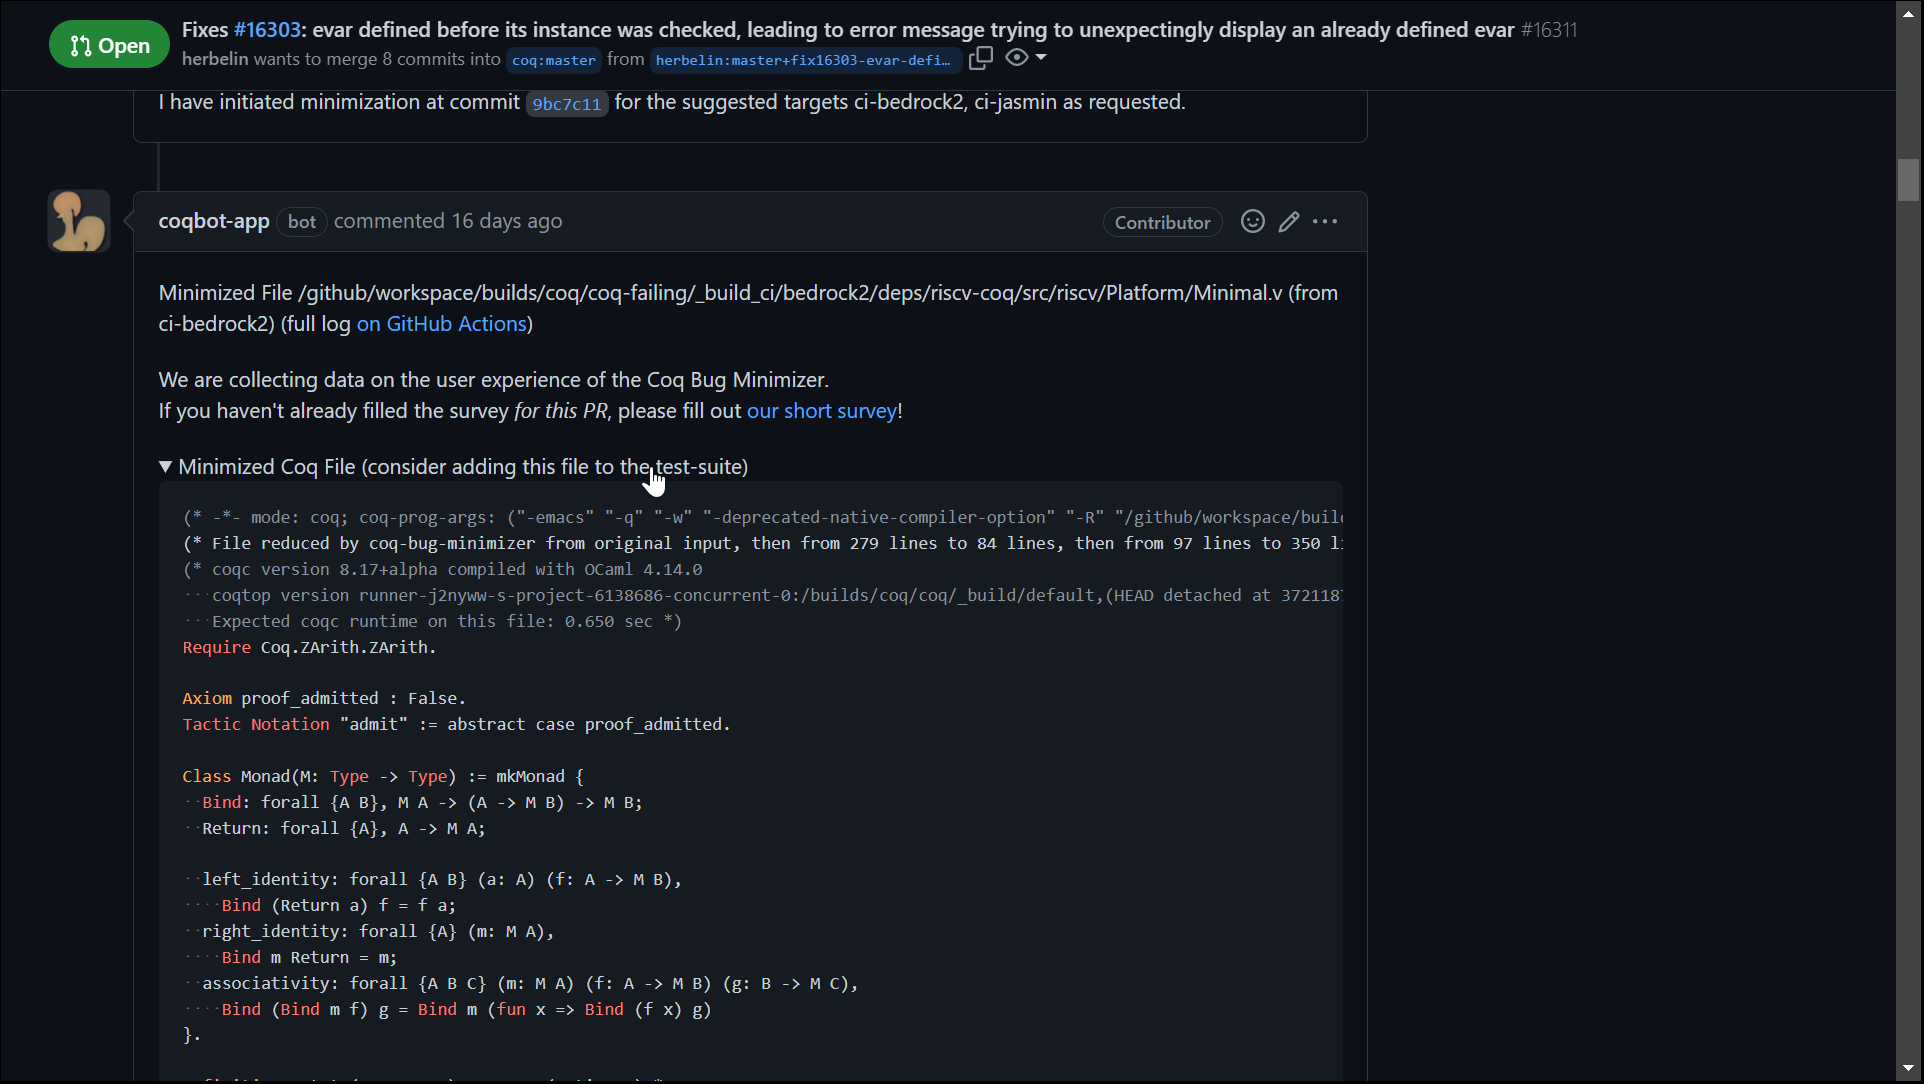 Open
Fixes #16303: evar defined before its instance was checked, leading to error message trying to unexpectingly display an already defined evar #16311
herbelin wants to merge 8 commits into coq:master from herbelin:master+fix16303-evar-defi…
I have initiated minimization at commit 9bc7c11 for the suggested targets ci-bedrock2, ci-jasmin as requested.
coqbot-app bot commented 16 days ago Contributor
Minimized File /github/workspace/builds/coq/coq-failing/_build_ci/bedrock2/deps/riscv-coq/src/riscv/Platform/Minimal.v (from
ci-bedrock2) (full log on GitHub Actions)
We are collecting data on the user experience of the Coq Bug Minimizer.
If you haven't already filled the survey for this PR, please fill out our short survey!
▼ Minimized Coq File (consider adding this file to the test-suite)
(* -*- mode: coq; coq-prog-args: ("-emacs" "-q" "-w" "-deprecated-native-compiler-option" "-R" "/github/workspace/buil
(* File reduced by coq-bug-minimizer from original input, then from 279 lines to 84 lines, then from 97 lines to 350 l
(* coqc version 8.17+alpha compiled with OCaml 4.14.0
   coqtop version runner-j2nyww-s-project-6138686-concurrent-0:/builds/coq/coq/_build/default,(HEAD detached at 372118
   Expected coqc runtime on this file: 0.650 sec *)
Require Coq.ZArith.ZArith.
Axiom proof_admitted : False.
Tactic Notation "admit" := abstract case proof_admitted.
Class Monad(M: Type -> Type) := mkMonad {
  Bind: forall {A B}, M A -> (A -> M B) -> M B;
  Return: forall {A}, A -> M A;
  left_identity: forall {A B} (a: A) (f: A -> M B),
    Bind (Return a) f = f a;
  right_identity: forall {A} (m: M A),
    Bind m Return = m;
  associativity: forall {A B C} (m: M A) (f: A -> M B) (g: B -> M C),
    Bind (Bind m f) g = Bind m (fun x => Bind (f x) g)
}.